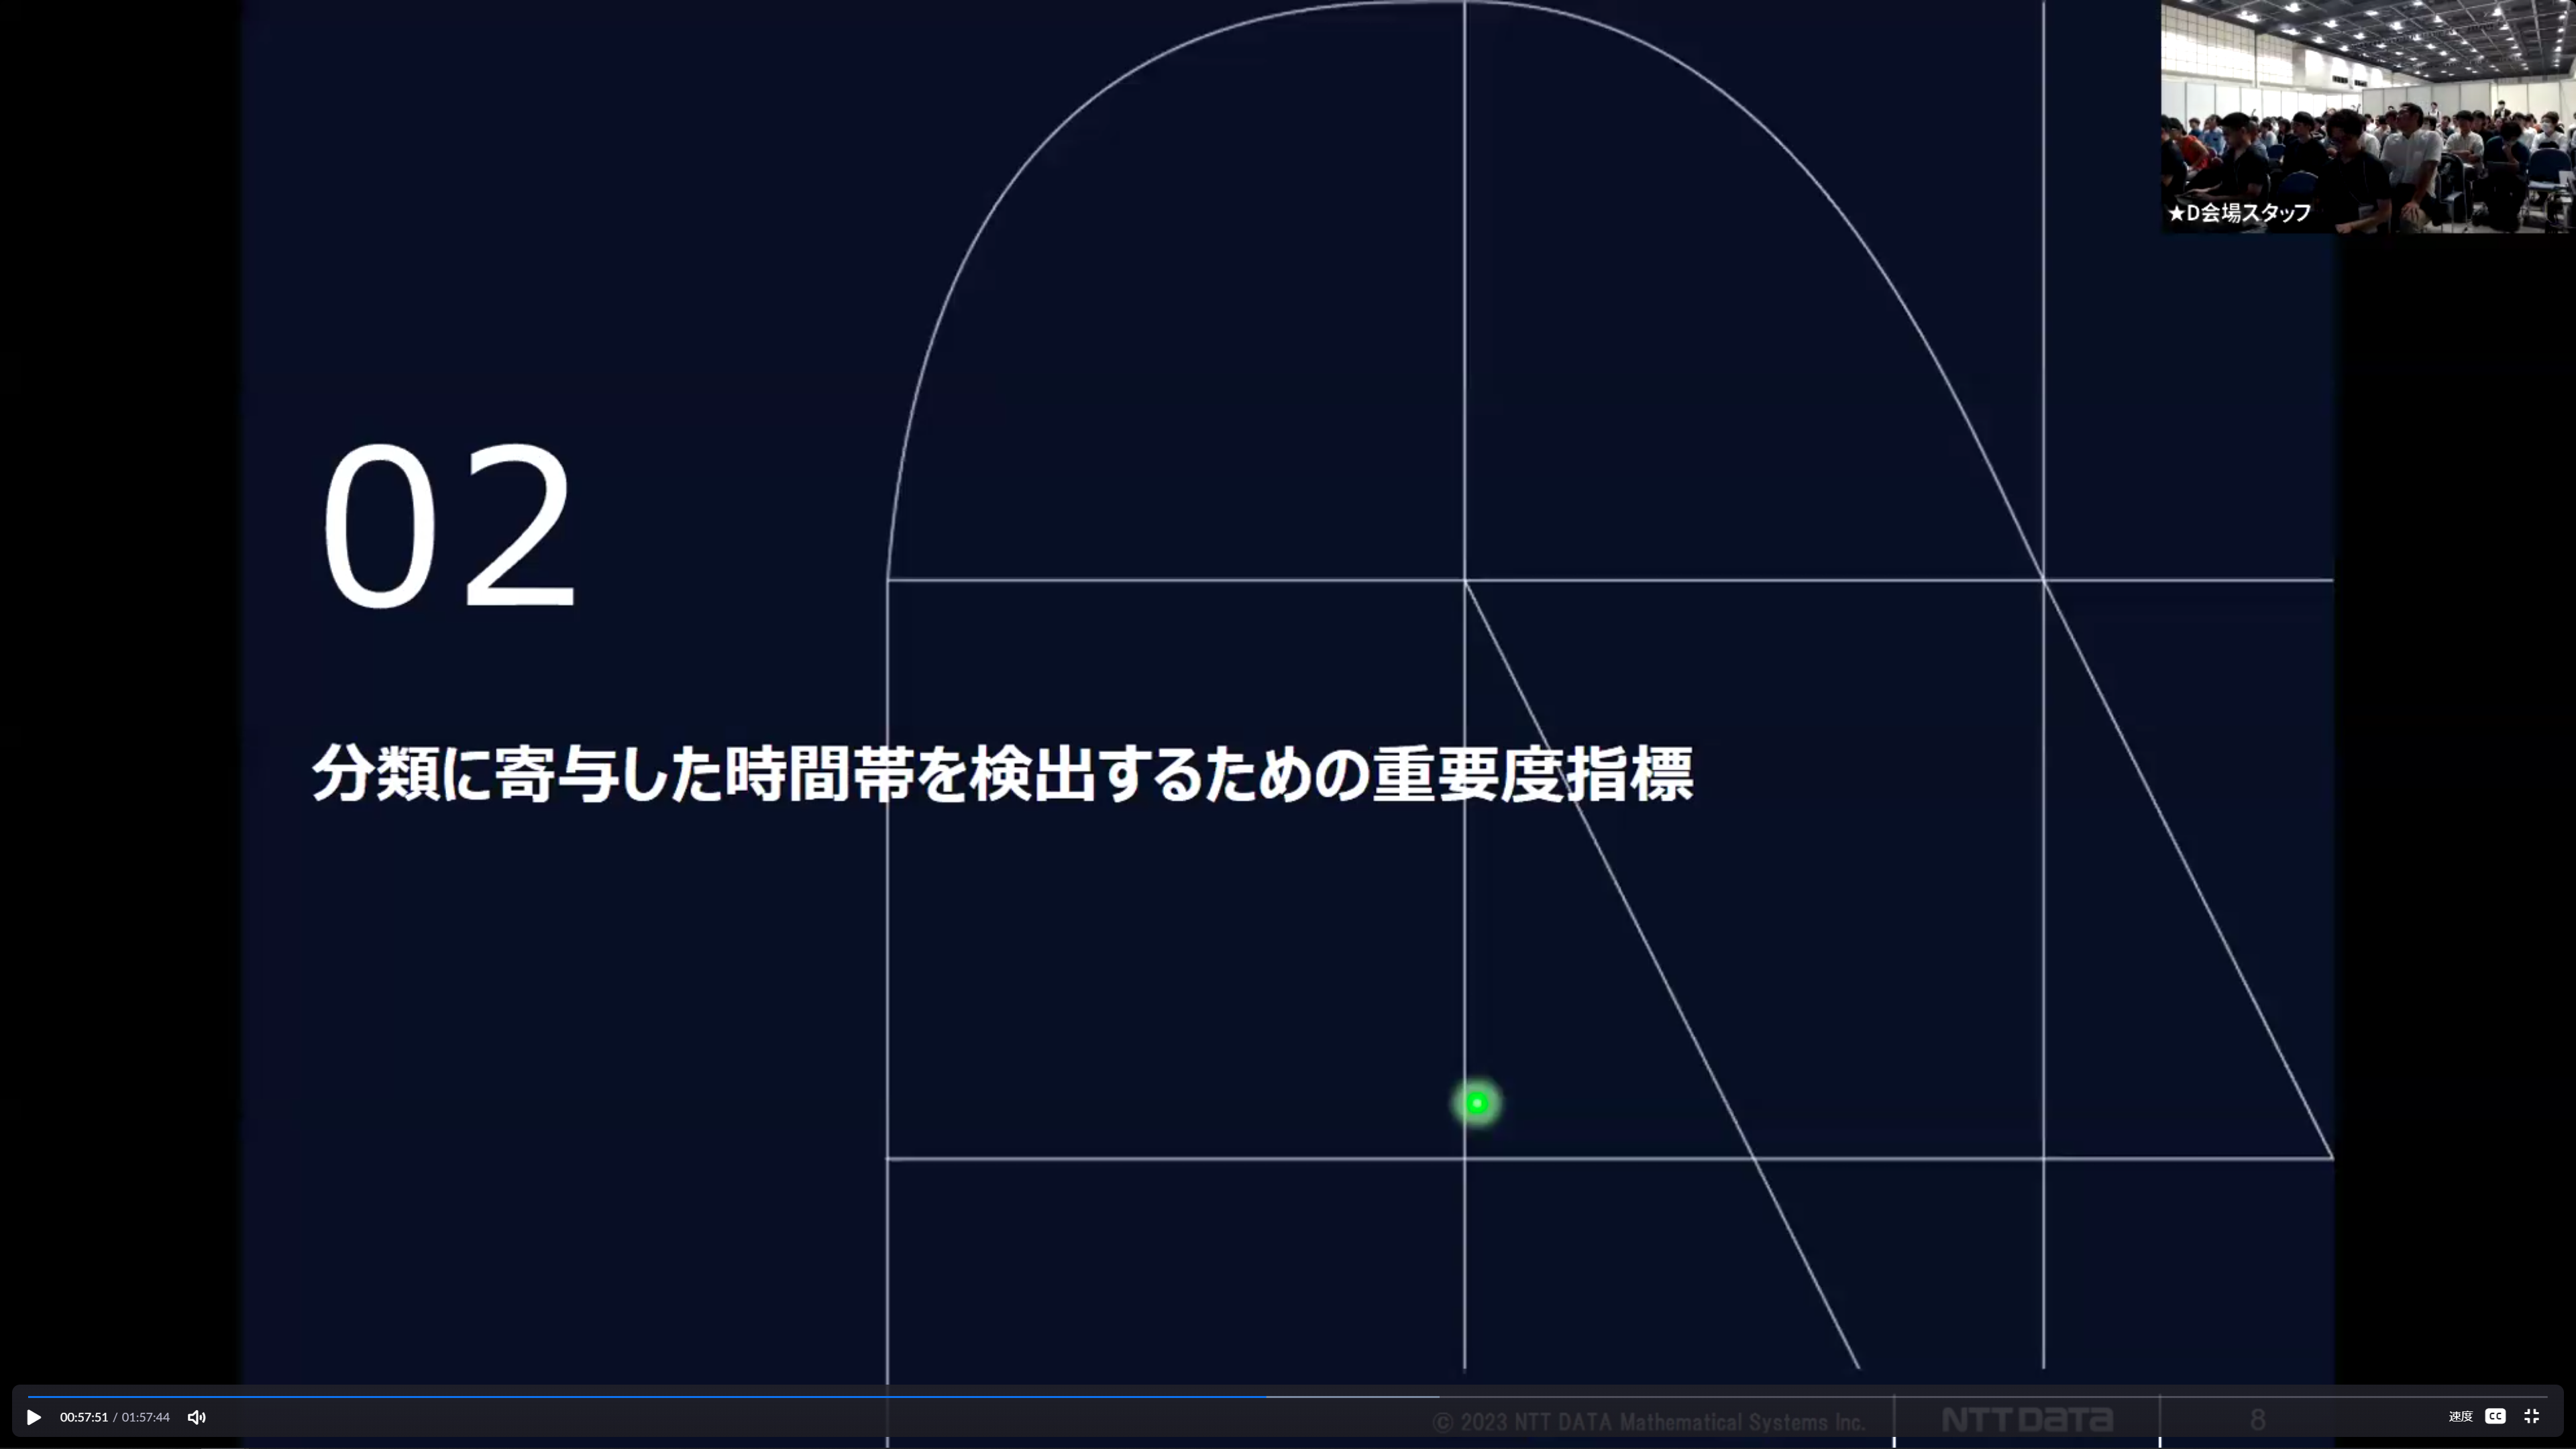 ★D会場スタッフ
02
分類に寄与した時間帯を検出するための重要度指標
© 2023 NTT DATA Mathematical Systems Inc.
NTT DATA
8
00:57:51 / 01:57:44
速度
CC